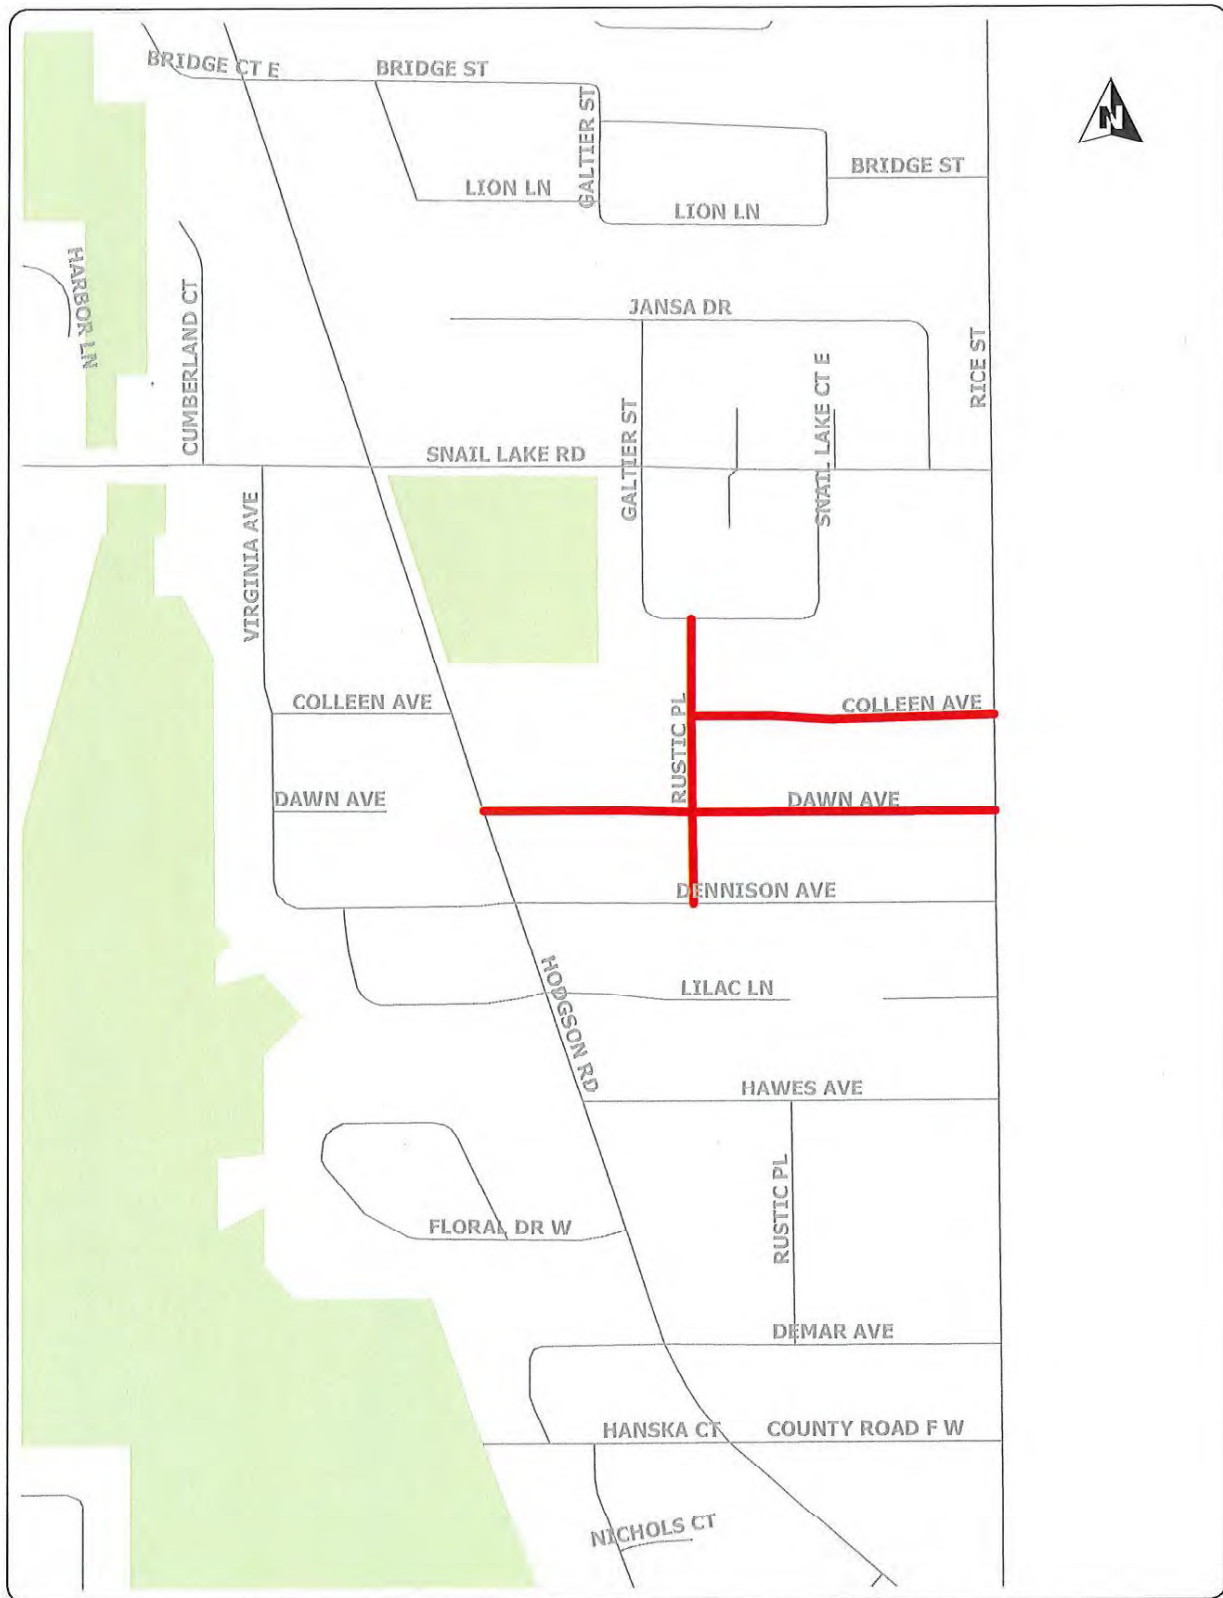 BRIDGE CT E
BRIDGE ST
GALTIER ST
N
BRIDGE ST
LION LN
LION LN
HARBOR LN
CUMBERLAND CT
JANSA DR
RICE ST
SNAIL LAKE CT E
GALTIER ST
SNAIL LAKE RD
VIRGINIA AVE
COLLEEN AVE
RUSTIC PL
COLLEEN AVE
DAWN AVE
DAWN AVE
DENNISON AVE
HODGSON RD
LILAC LN
HAWES AVE
RUSTIC PL
FLORAL DR W
DEMAR AVE
HANSKA CT
COUNTY ROAD F W
NICHOLS CT